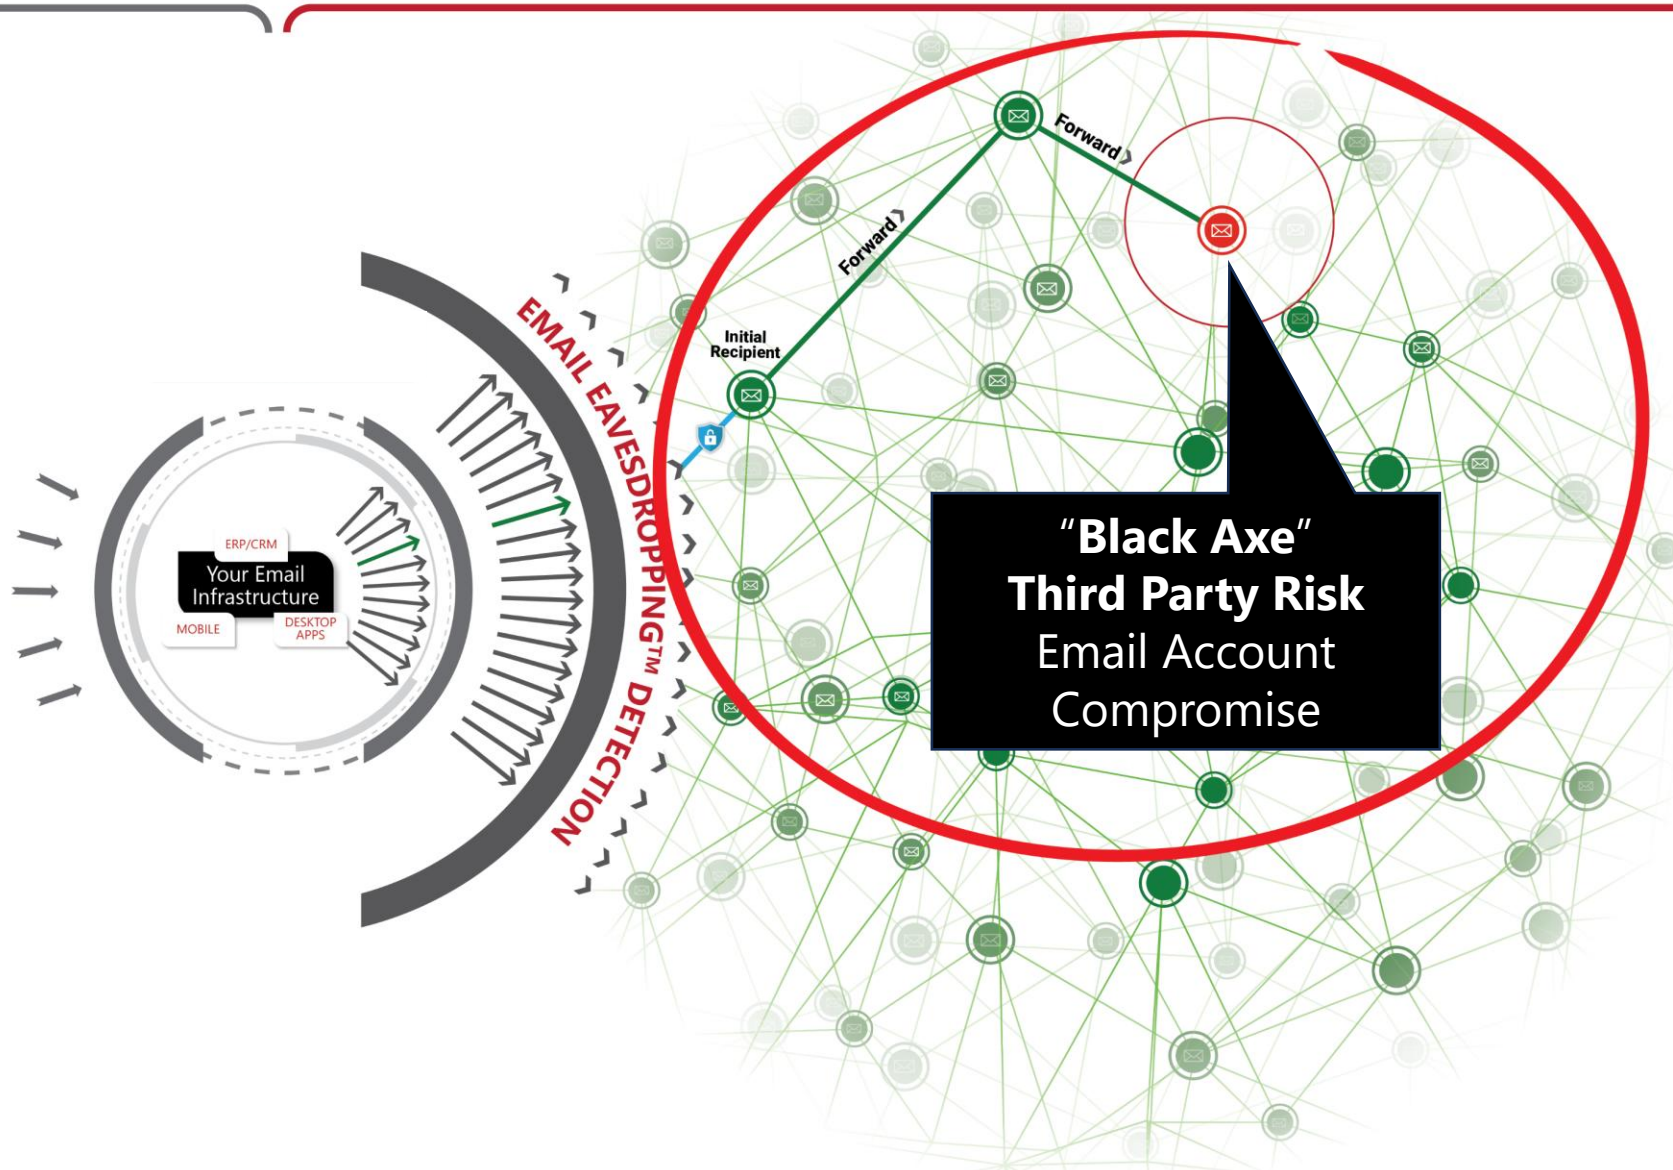 ERP/CRM
Your Email
Infrastructure
MOBILE
DESKTOP
APPS
EMAIL EAVESDROPPING™ DETECTION
Initial
Recipient
Forward
Forward
“Black Axe”
Third Party Risk
Email Account
Compromise